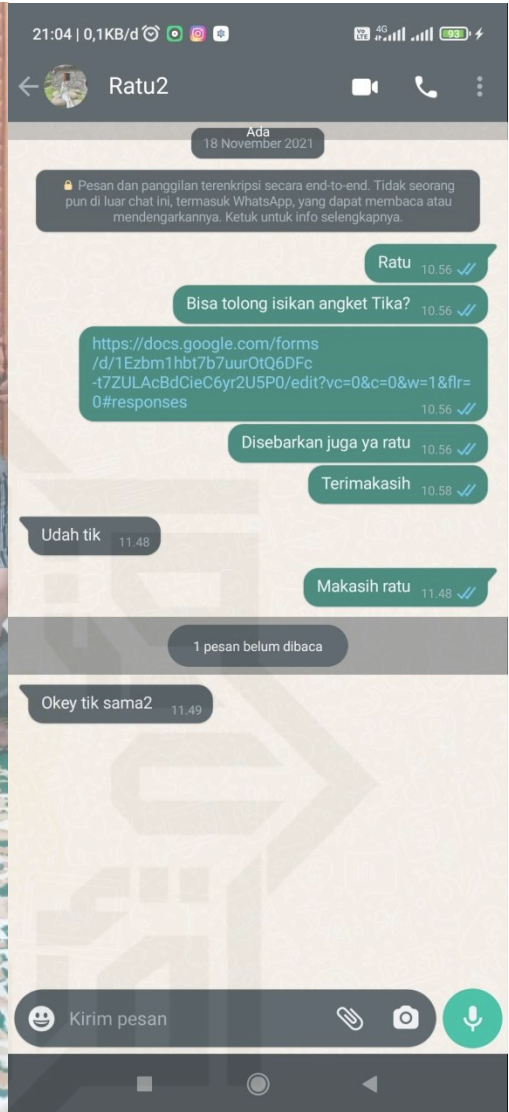 21:04 | 0,1KB/d
Vo LTE 4G 93
Ratu2
Ada
18 November 2021
Pesan dan panggilan terenkripsi secara end-to-end. Tidak seorang
pun di luar chat ini, termasuk WhatsApp, yang dapat membaca atau
mendengarkannya. Ketuk untuk info selengkapnya.
Ratu 10.56
Bisa tolong isikan angket Tika? 10.56
https://docs.google.com/forms
/d/1Ezbm1hbt7b7uurOtQ6DFc
-t7ZULAcBdCieC6yr2U5P0/edit?vc=0&c=0&w=1&flr=
0#responses
10.56
Disebarkan juga ya ratu 10.56
Terimakasih 10.58
Udah tik 11.48
Makasih ratu 11.48
1 pesan belum dibaca
Okey tik sama2 11.49
Kirim pesan